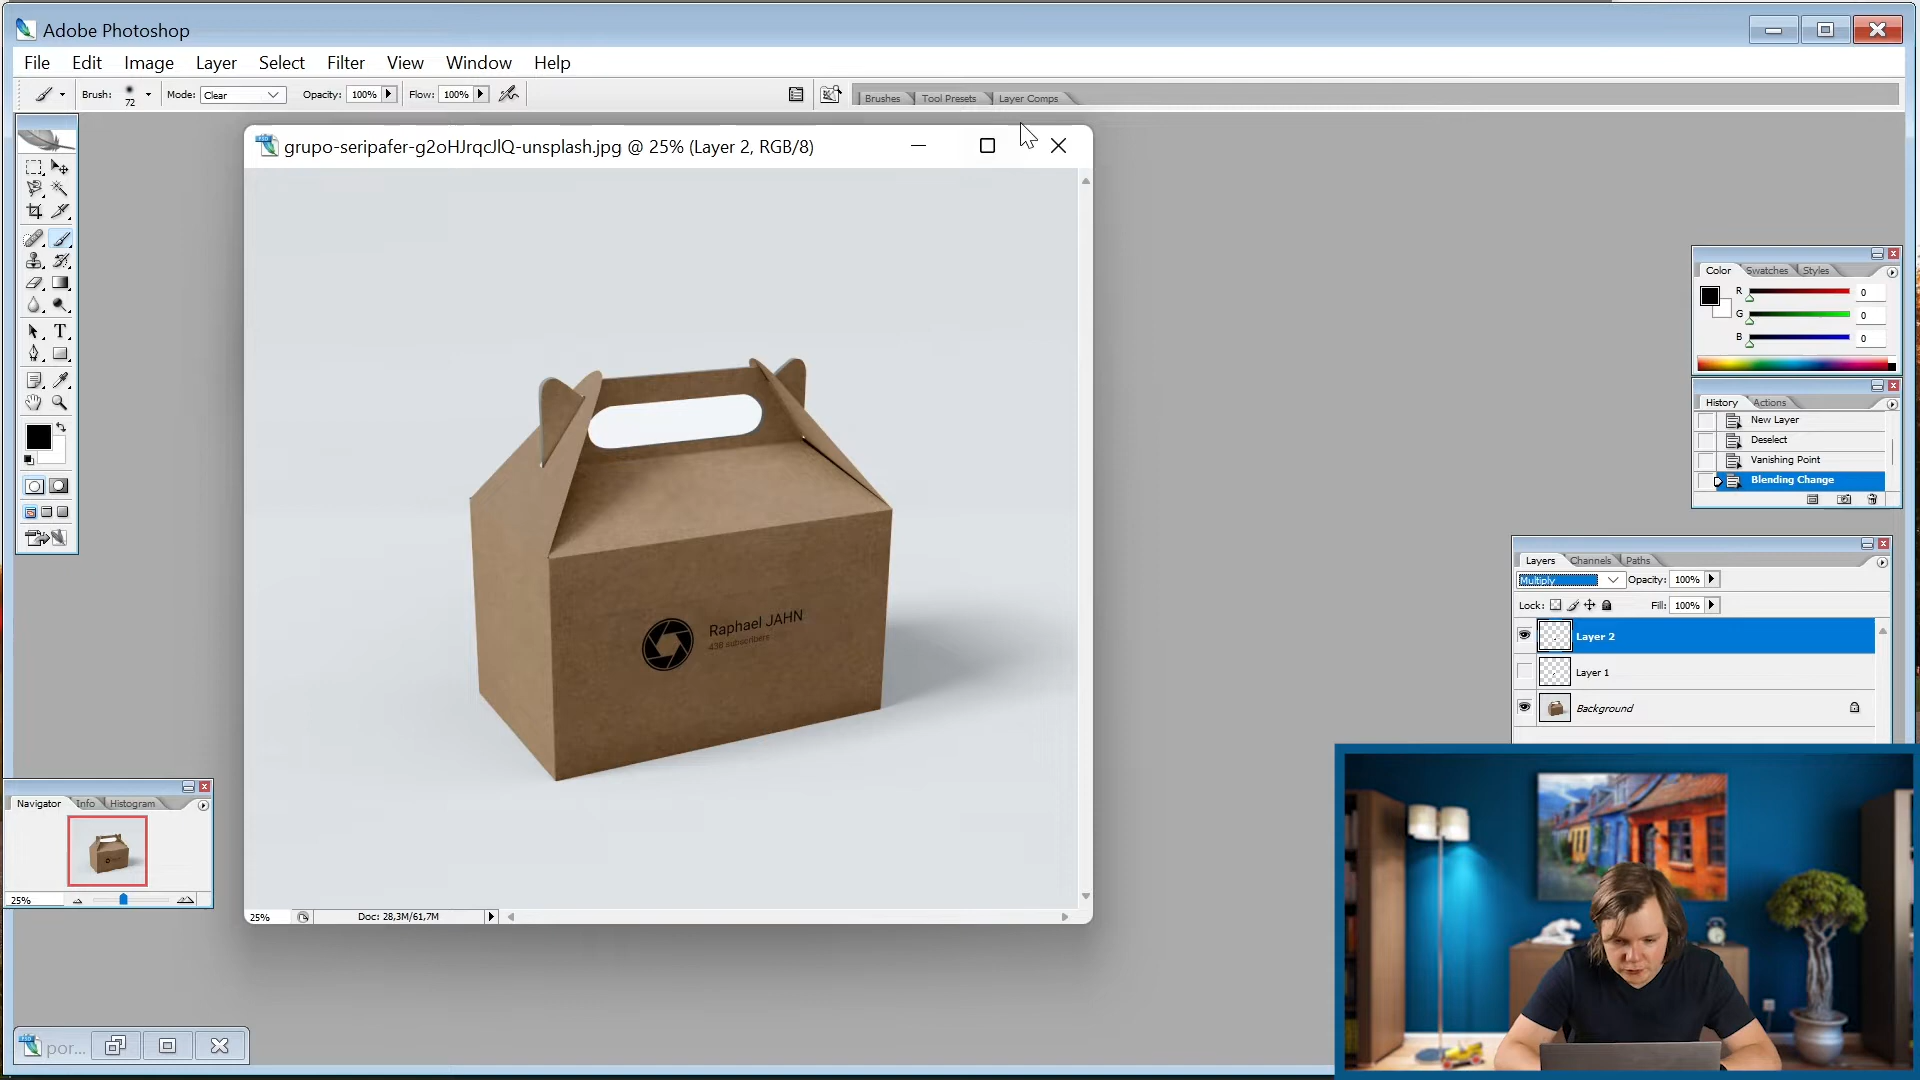 Adobe Photoshop
File Edit Image Layer Select Filter View Window Help
Brush: 72 Mode: Clear Opacity: 100% Flow: 100% Brushes Tool Presets Layer Comps
grupo-seripafer-g2oHJrqcJlQ-unsplash.jpg @ 25% (Layer 2, RGB/8)
Raphael JAHN
436 subscribers
25% Doc: 28,3M/61,7M
Color Swatches Styles
R 0
G 0
B 0
History Actions
New Layer
Deselect
Vanishing Point
Blending Change
Layers Channels Paths
Multiply Opacity: 100%
Lock: Fill: 100%
Layer 2
Layer 1
Background
Navigator Info Histogram
25%
por...